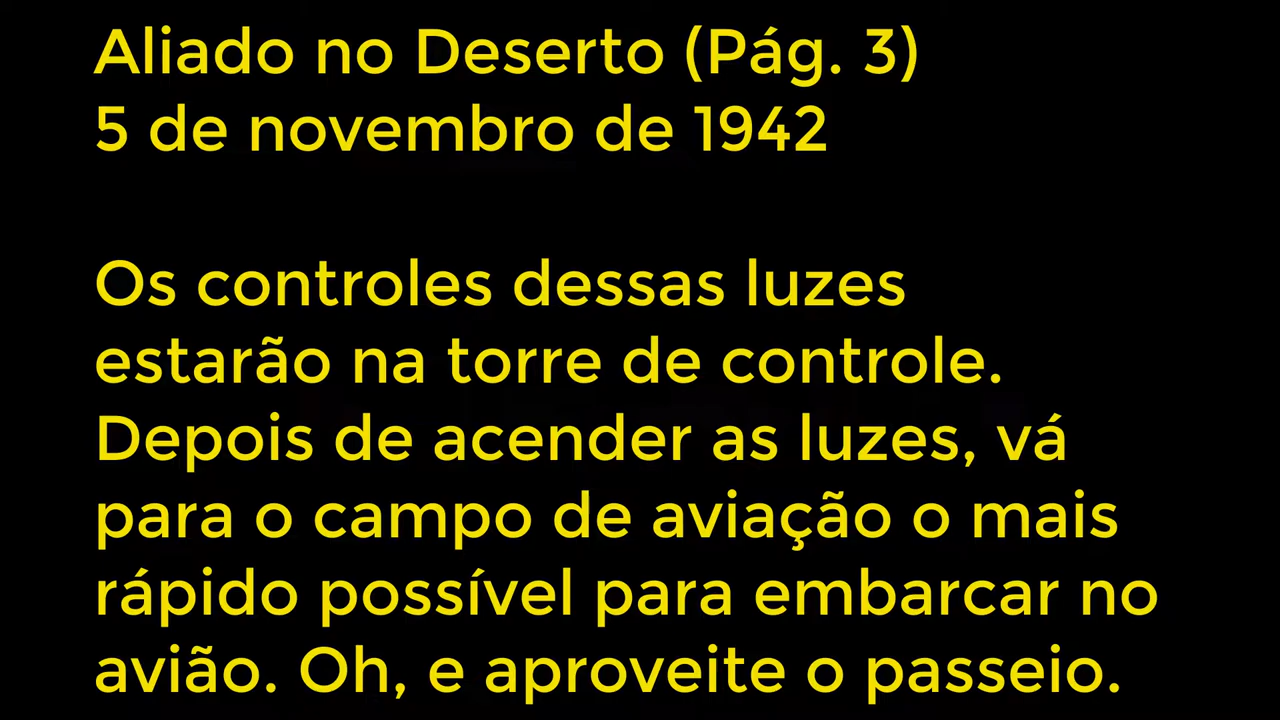 Aliado no Deserto (Pág. 3)
5 de novembro de 1942
Os controles dessas luzes
estarão na torre de controle.
Depois de acender as luzes, vá
para o campo de aviação o mais
rápido possível para embarcar no
avião. Oh, e aproveite o passeio.